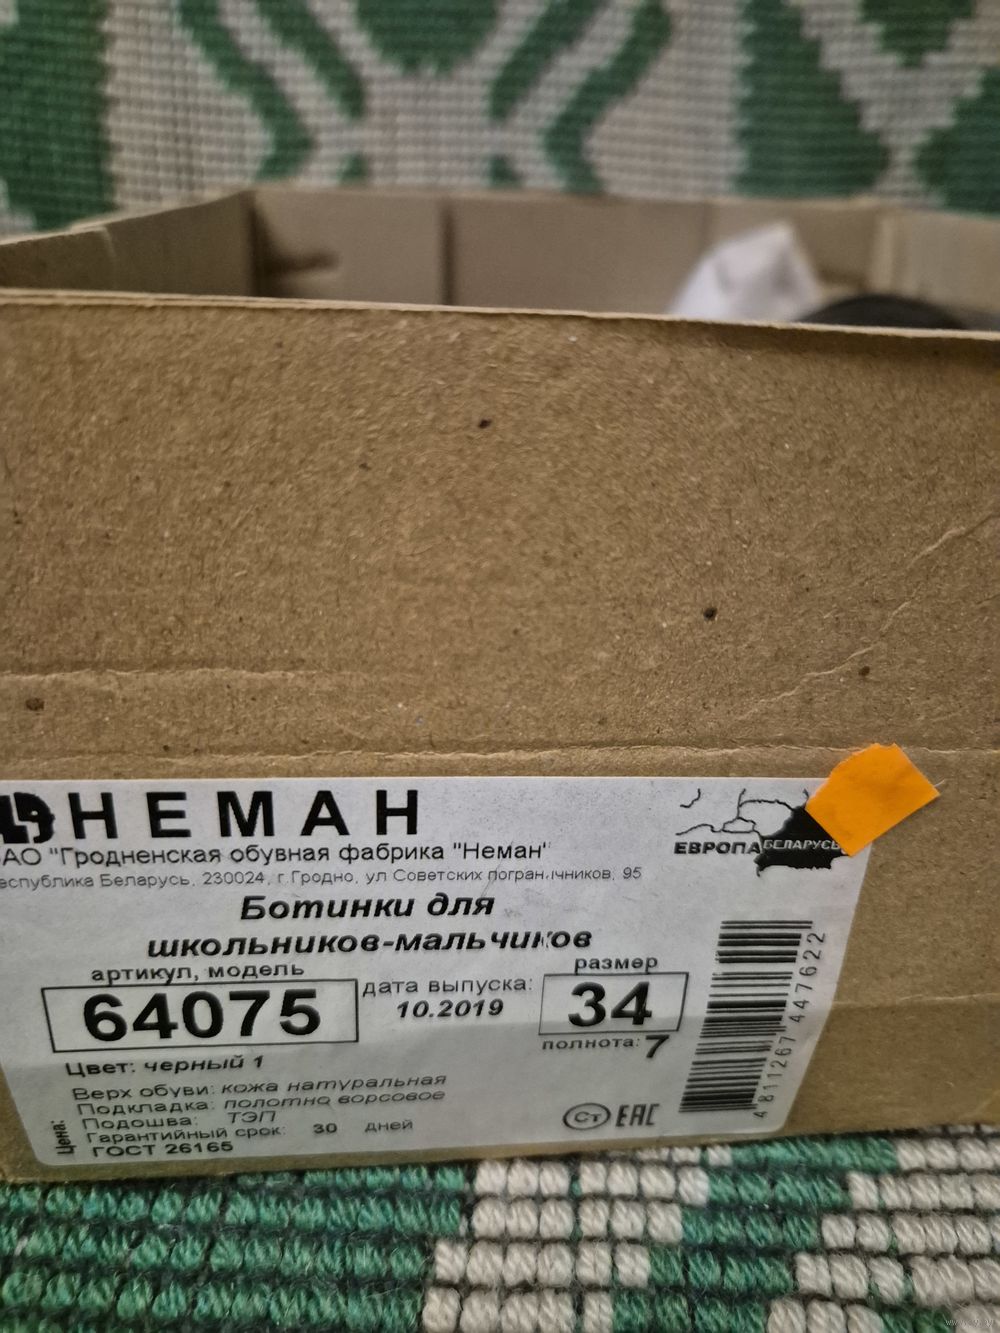 НЕМАН
АО "Гродненская обувная фабрика "Неман"
еспублика Беларусь, 230024, г.Гродно, ул Советских пограничников, 95
ЕВРОПА БЕЛАРУСЬ
Ботинки для
школьников-мальчиков
артикул, модель
64075
дата выпуска:
10.2019
размер
34
полнота: 7
Цвет: черный 1
Верх обуви: кожа натуральная
Подкладка: полотно ворсовое
Подошва: ТЭП
Гарантийный срок: 30 дней
ГОСТ 26165
Цена:
СТ ЕАС
4811267447622